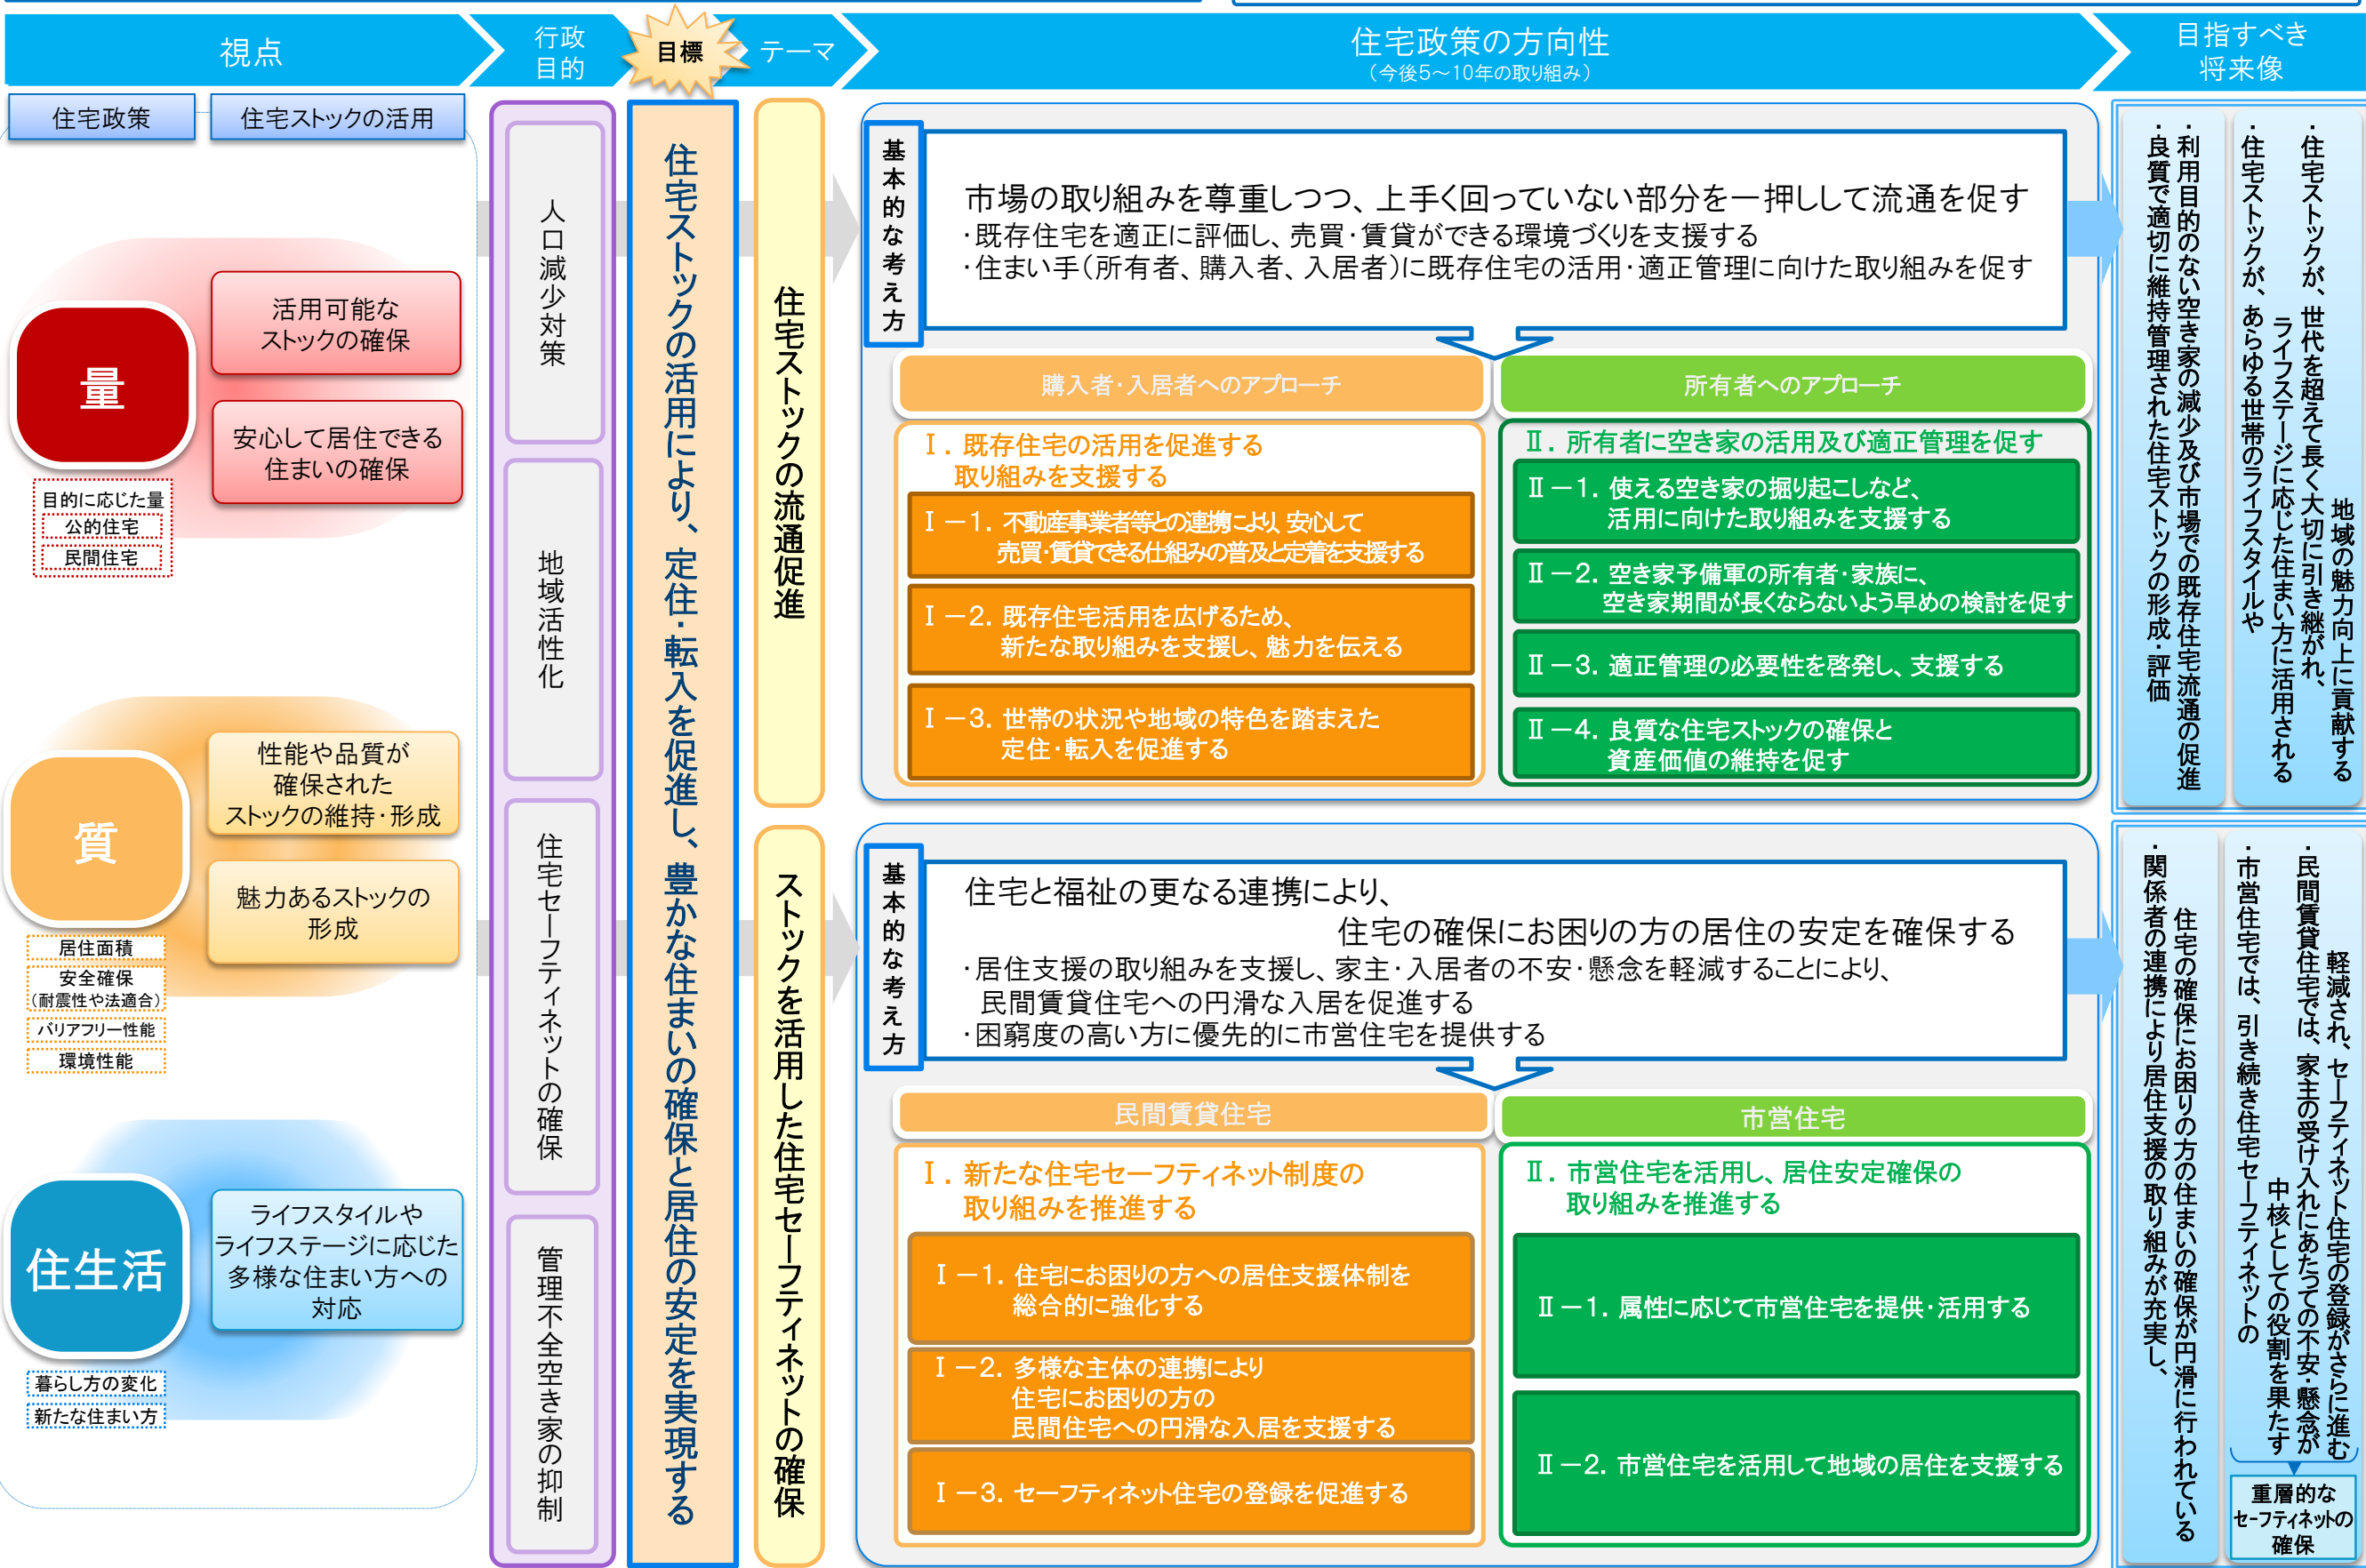 視点
行政
目的
目標
テーマ
住宅政策の方向性
（今後5～10年の取り組み）
目指すべき
将来像
住宅政策
住宅ストックの活用
量
活用可能な
ストックの確保
安心して居住できる
住まいの確保
目的に応じた量
公的住宅
民間住宅
質
性能や品質が
確保された
ストックの維持・形成
魅力あるストックの
形成
居住面積
安全確保
（耐震性や法適合）
バリアフリー性能
環境性能
住生活
ライフスタイルや
ライフステージに応じた
多様な住まい方への
対応
暮らし方の変化
新たな住まい方
人口減少対策
地域活性化
住宅セーフティネットの確保
管理不全空き家の抑制
住宅ストックの活用により、定住・転入を促進し、豊かな住まいの確保と居住の安定を実現する
住宅ストックの流通促進
基本的な考え方
市場の取り組みを尊重しつつ、上手く回っていない部分を一押しして流通を促す
・既存住宅を適正に評価し、売買・賃貸ができる環境づくりを支援する
・住まい手（所有者、購入者、入居者）に既存住宅の活用・適正管理に向けた取り組みを促す
購入者・入居者へのアプローチ
Ⅰ．既存住宅の活用を促進する
取り組みを支援する
Ⅰ－1．不動産事業者等との連携により、安心して
売買・賃貸できる仕組みの普及と定着を支援する
Ⅰ－2．既存住宅活用を広げるため、
新たな取り組みを支援し、魅力を伝える
Ⅰ－3．世帯の状況や地域の特色を踏まえた
定住・転入を促進する
所有者へのアプローチ
Ⅱ．所有者に空き家の活用及び適正管理を促す
Ⅱ－1．使える空き家の掘り起こしなど、
活用に向けた取り組みを支援する
Ⅱ－2．空き家予備軍の所有者・家族に、
空き家期間が長くならないよう早めの検討を促す
Ⅱ－3．適正管理の必要性を啓発し、支援する
Ⅱ－4．良質な住宅ストックの確保と
資産価値の維持を促す
・利用目的のない空き家の減少及び市場での既存住宅流通の促進
・良質で適切に維持管理された住宅ストックの形成・評価
・住宅ストックが、世代を超えて長く大切に引き継がれ、
地域の魅力向上に貢献する
・住宅ストックが、あらゆる世帯のライフスタイルや
ライフステージに応じた住まい方に活用される
ストックを活用した住宅セーフティネットの確保
基本的な考え方
住宅と福祉の更なる連携により、
住宅の確保にお困りの方の居住の安定を確保する
・居住支援の取り組みを支援し、家主・入居者の不安・懸念を軽減することにより、
民間賃貸住宅への円滑な入居を促進する
・困窮度の高い方に優先的に市営住宅を提供する
民間賃貸住宅
Ⅰ．新たな住宅セーフティネット制度の
取り組みを推進する
Ⅰ－1．住宅にお困りの方への居住支援体制を
総合的に強化する
Ⅰ－2．多様な主体の連携により
住宅にお困りの方の
民間住宅への円滑な入居を支援する
Ⅰ－3．セーフティネット住宅の登録を促進する
市営住宅
Ⅱ．市営住宅を活用し、居住安定確保の
取り組みを推進する
Ⅱ－1．属性に応じて市営住宅を提供・活用する
Ⅱ－2．市営住宅を活用して地域の居住を支援する
・関係者の連携により居住支援の取り組みが充実し、
住宅の確保にお困りの方の住まいの確保が円滑に行われている
・民間賃貸住宅では、家主の受け入れにあたっての不安・懸念が
軽減され、セーフティネット住宅の登録がさらに進む
・市営住宅では、引き続き住宅セーフティネットの
中核としての役割を果たす
重層的な
セーフティネットの
確保